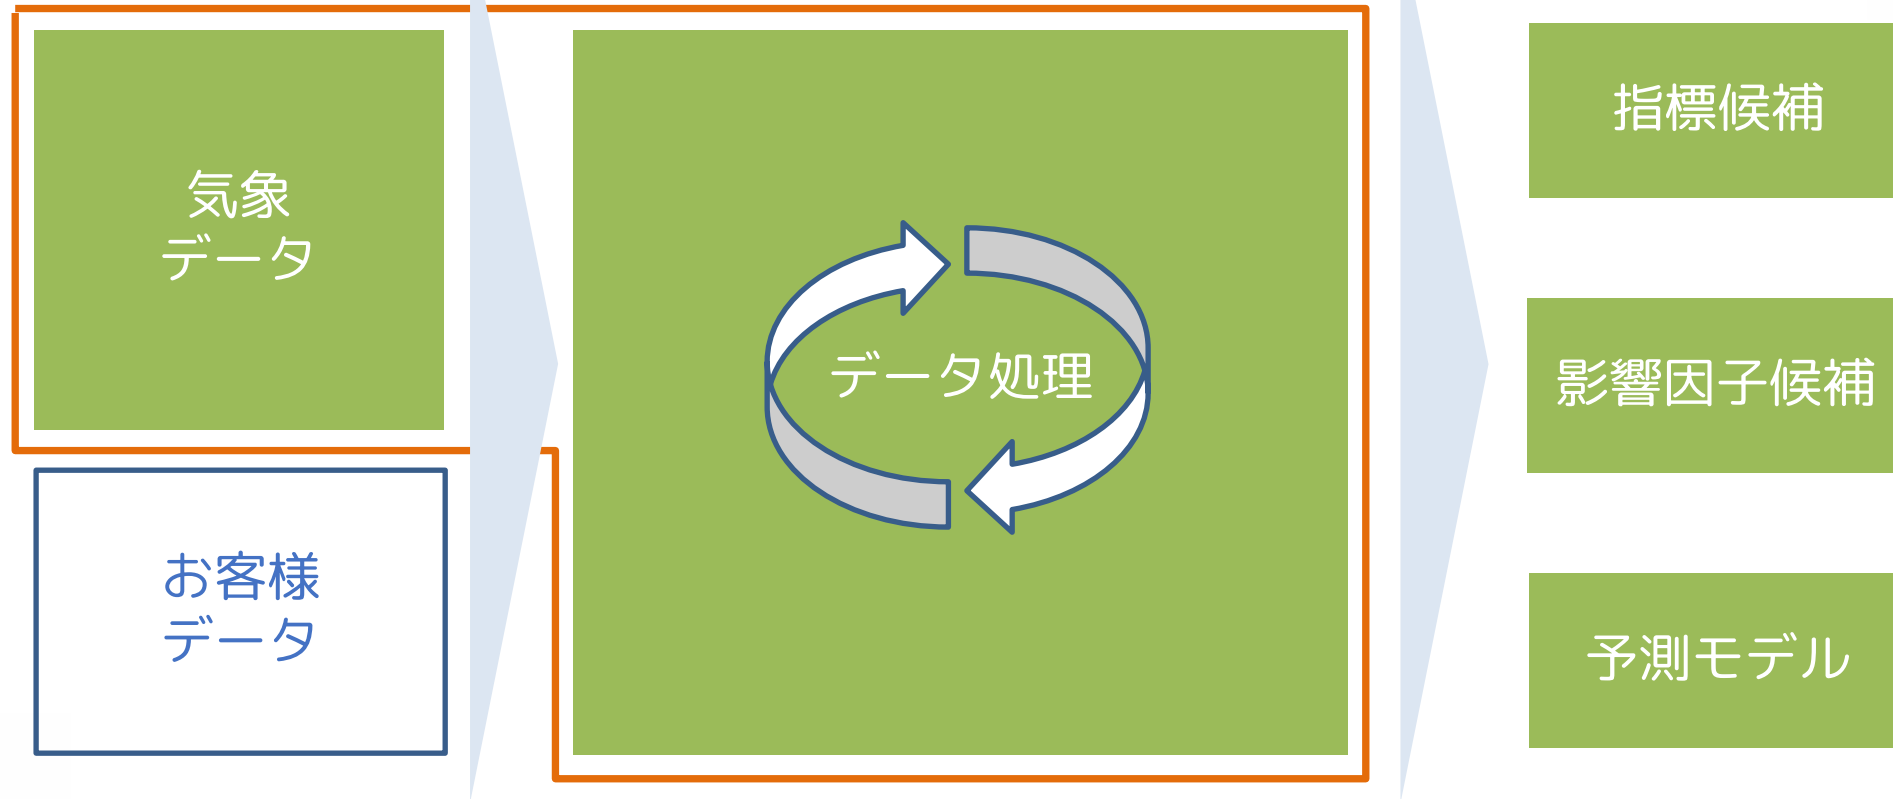 気象
データ
お客様
データ
データ処理
指標候補
影響因子候補
予測モデル